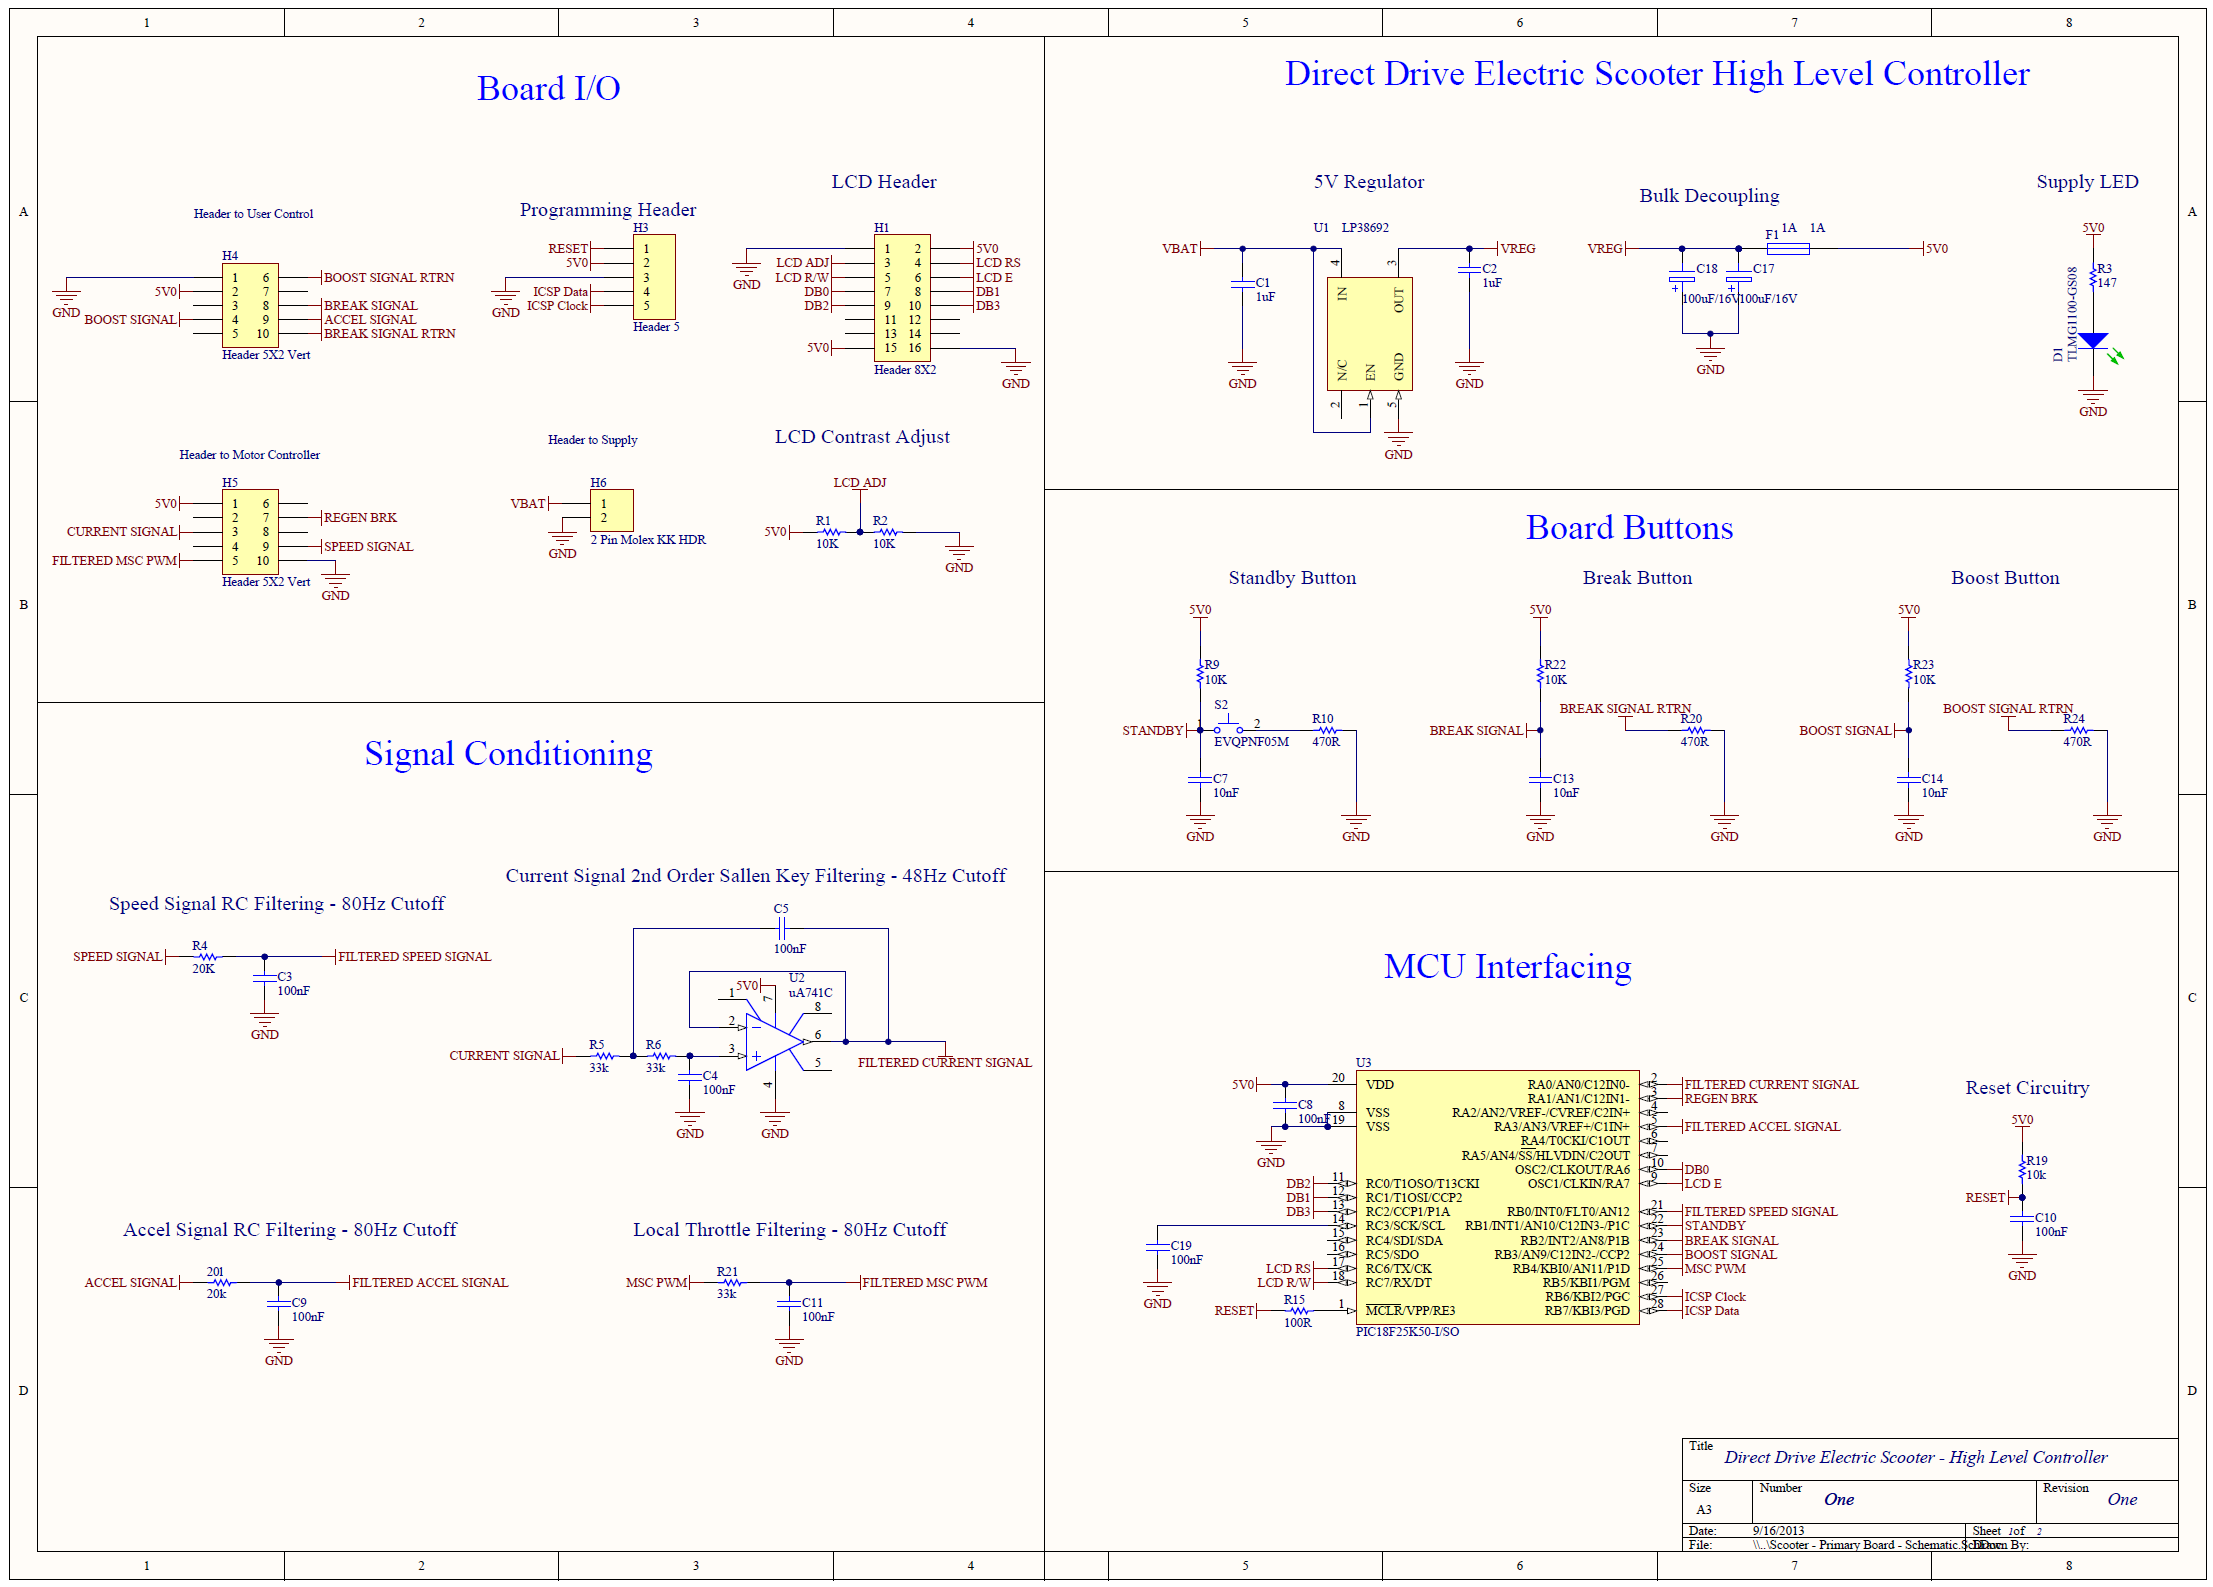 1 2 3 4 5 6 7 8
A
B
C
D
Board I/O
Header to User Control
H4
1 6
2 7
3 8
4 9
5 10
GND
5V0
BOOST SIGNAL
BOOST SIGNAL RTRN
BREAK SIGNAL
ACCEL SIGNAL
BREAK SIGNAL RTRN
Header 5X2 Vert
Programming Header
H3
RESET
5V0
GND
ICSP Data
ICSP Clock
1
2
3
4
5
Header 5
LCD Header
H1
GND
LCD ADJ
LCD R/W
DB0
DB2
5V0
1 2
3 4
5 6
7 8
9 10
11 12
13 14
15 16
5V0
LCD RS
LCD E
DB1
DB3
GND
Header 8X2
Header to Motor Controller
H5
5V0
CURRENT SIGNAL
FILTERED MSC PWM
1 6
2 7
3 8
4 9
5 10
REGEN BRK
SPEED SIGNAL
GND
Header 5X2 Vert
Header to Supply
H6
VBAT
1
2
GND
2 Pin Molex KK HDR
LCD Contrast Adjust
LCD ADJ
5V0
R1
10K
R2
10K
GND
Direct Drive Electric Scooter High Level Controller
5V Regulator
U1 LP38692
VBAT
C1
1uF
GND
4
IN
3
OUT
N/C
2
EN
1
GND
5
GND
VREG
C2
1uF
GND
Bulk Decoupling
VREG
C18
100uF/16V
C17
100uF/16V
F1 1A 1A
5V0
GND
Supply LED
5V0
R3
147
D1
TLMG1100-GS08
GND
Board Buttons
Standby Button
5V0
R9
10K
STANDBY
1
S2
2
EVQPNF05M
R10
470R
C7
10nF
GND
GND
Break Button
5V0
R22
10K
BREAK SIGNAL
BREAK SIGNAL RTRN
R20
470R
C13
10nF
GND
GND
Boost Button
5V0
R23
10K
BOOST SIGNAL
BOOST SIGNAL RTRN
R24
470R
C14
10nF
GND
GND
Signal Conditioning
Speed Signal RC Filtering - 80Hz Cutoff
SPEED SIGNAL
R4
20K
C3
100nF
GND
FILTERED SPEED SIGNAL
Current Signal 2nd Order Sallen Key Filtering - 48Hz Cutoff
C5
100nF
U2
uA741C
5V0
1
7
8
2
3
6
5
4
CURRENT SIGNAL
R5
33k
R6
33k
C4
100nF
GND
GND
FILTERED CURRENT SIGNAL
Accel Signal RC Filtering - 80Hz Cutoff
ACCEL SIGNAL
201
20k
C9
100nF
GND
FILTERED ACCEL SIGNAL
Local Throttle Filtering - 80Hz Cutoff
MSC PWM
R21
33k
C11
100nF
GND
FILTERED MSC PWM
MCU Interfacing
U3
5V0
C8
100nF
GND
20 VDD
8 VSS
19 VSS
DB2 11 RC0/T1OSO/T13CKI
DB1 12 RC1/T1OSI/CCP2
DB3 13 RC2/CCP1/P1A
14 RC3/SCK/SCL
15 RC4/SDI/SDA
16 RC5/SDO
LCD RS 17 RC6/TX/CK
LCD R/W 18 RC7/RX/DT
C19
100nF
GND
RESET
R15
100R
1 MCLR/VPP/RE3
RA0/AN0/C12IN0- 2 FILTERED CURRENT SIGNAL
RA1/AN1/C12IN1- 3 REGEN BRK
RA2/AN2/VREF-/CVREF/C2IN+ 4
RA3/AN3/VREF+/C1IN+ 5 FILTERED ACCEL SIGNAL
RA4/T0CKI/C1OUT 6
RA5/AN4/SS/HLVDIN/C2OUT 7
OSC2/CLKOUT/RA6 10 DB0
OSC1/CLKIN/RA7 9 LCD E
RB0/INT0/FLT0/AN12 21 FILTERED SPEED SIGNAL
RB1/INT1/AN10/C12IN3-/P1C 22 STANDBY
RB2/INT2/AN8/P1B 23 BREAK SIGNAL
RB3/AN9/C12IN2-/CCP2 24 BOOST SIGNAL
RB4/KBI0/AN11/P1D 25 MSC PWM
RB5/KBI1/PGM 26
RB6/KBI2/PGC 27 ICSP Clock
RB7/KBI3/PGD 28 ICSP Data
PIC18F25K50-I/SO
Reset Circuitry
5V0
R19
10k
RESET
C10
100nF
GND
Title
Direct Drive Electric Scooter - High Level Controller
Size
A3
Number
One
Revision
One
Date: 9/16/2013 Sheet 1of 2
File: \\..\Scooter - Primary Board - Schematic.SchDoc By:
A
B
C
D
1 2 3 4 5 6 7 8